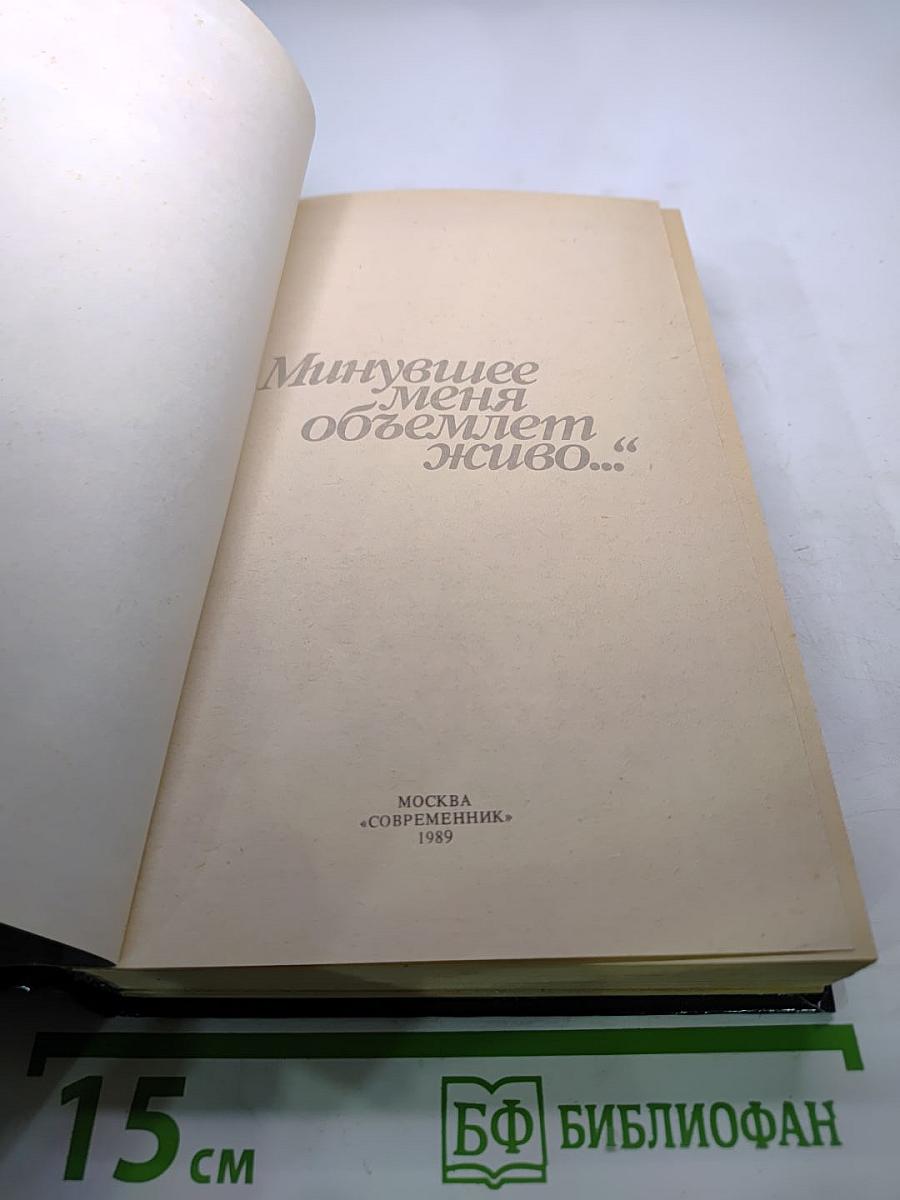 Минувшее
меня
объемлет
живо...“
МОСКВА
«СОВРЕМЕННИК»
1989
15 см
БФ БИБЛИОФАН